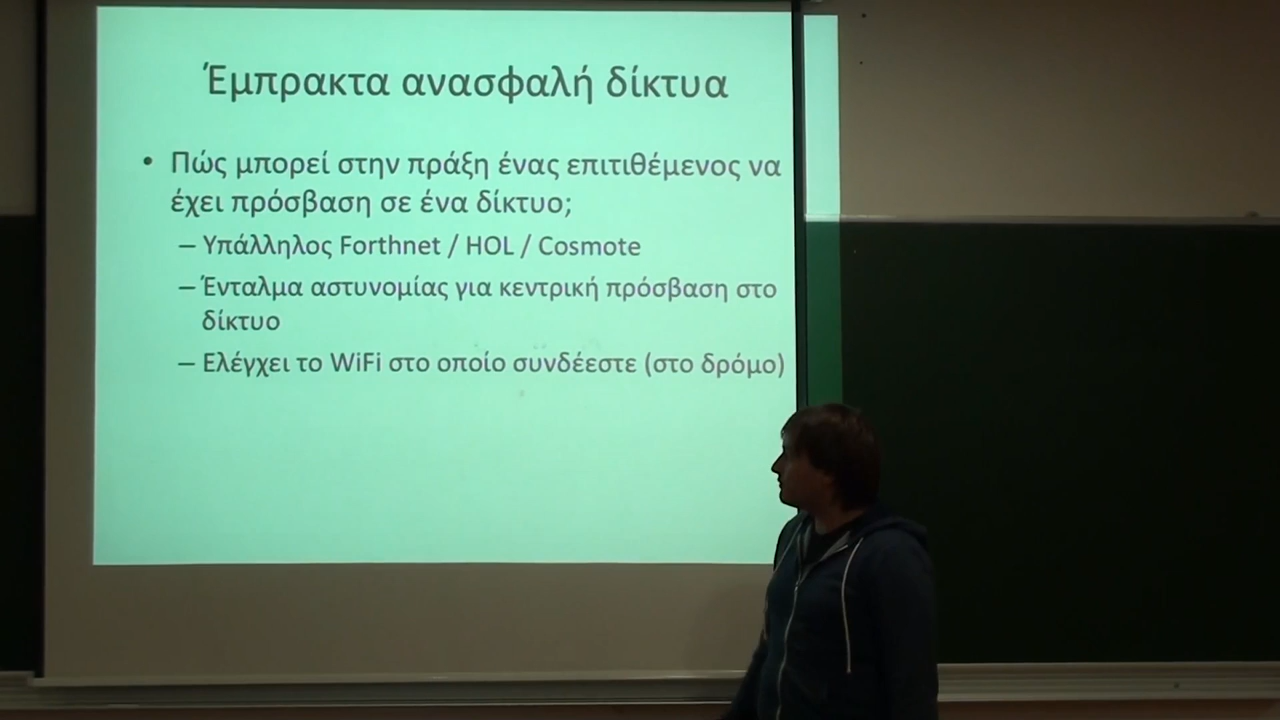 Έμπρακτα ανασφαλή δίκτυα
• Πώς μπορεί στην πράξη ένας επιτιθέμενος να
έχει πρόσβαση σε ένα δίκτυο;
– Υπάλληλος Forthnet / HOL / Cosmote
– Ένταλμα αστυνομίας για κεντρική πρόσβαση στο
δίκτυο
– Ελέγχει το WiFi στο οποίο συνδέεστε (στο δρόμο)